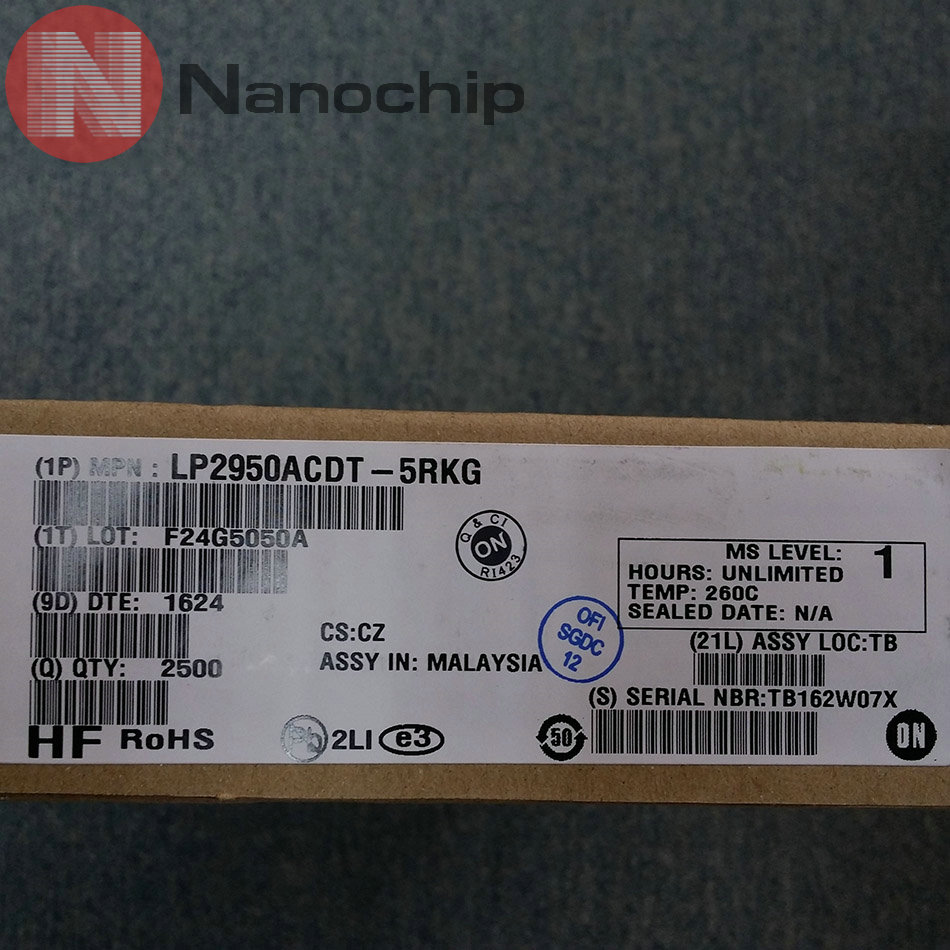 Nanochip
(1P) MPN : LP2950ACDT-5RKG
(1T) LOT: F24G5050A
(9D) DTE: 1624
(Q) QTY: 2500
CS:CZ
ASSY IN: MALAYSIA
Q & CI
ON
RI423
OFI
SGDC
12
MS LEVEL: 1
HOURS: UNLIMITED
TEMP: 260C
SEALED DATE: N/A
(21L) ASSY LOC:TB
(S) SERIAL NBR:TB162W07X
HF RoHS Pb 2LI e3 50 ON